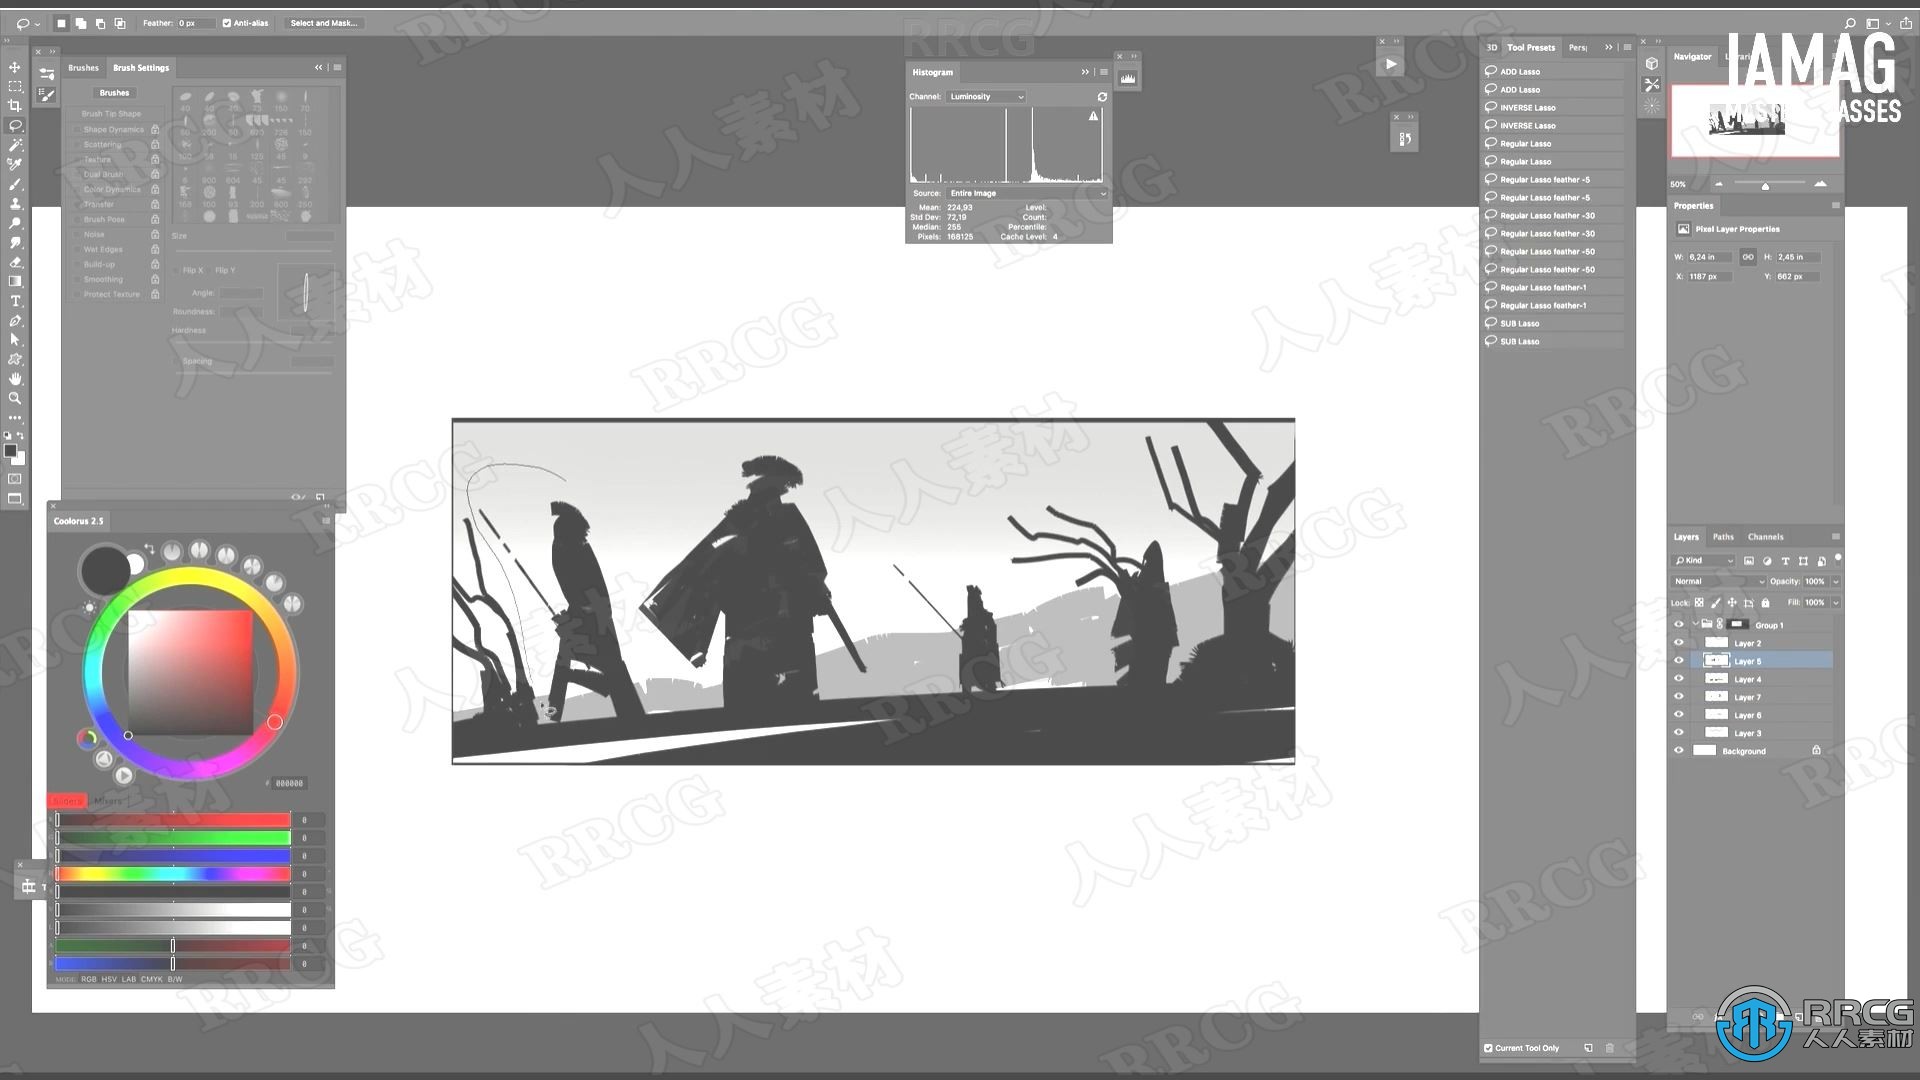 Feather: 0 px
Anti-alias
Select and Mask...
Brushes
Brush Settings
Brushes
Brush Tip Shape
Shape Dynamics
Scattering
Texture
Dual Brush
Color Dynamics
Transfer
Brush Pose
Noise
Wet Edges
Build-up
Smoothing
Protect Texture
Size
Flip X
Flip Y
Angle:
Roundness:
Hardness
Spacing
Coolorus 2.5
# 000000
Sliders
Mixers
0
0
0
0
0
0
0
0
0
MODE: RGB HSV LAB CMYK B/W
Histogram
Channel: Luminosity
Source: Entire Image
Mean: 224,93
Level:
Std Dev: 72,19
Count:
Median: 255
Percentile:
Pixels: 168125
Cache Level: 4
3D
Tool Presets
ADD Lasso
ADD Lasso
INVERSE Lasso
INVERSE Lasso
Regular Lasso
Regular Lasso
Regular Lasso feather -5
Regular Lasso feather -5
Regular Lasso feather -30
Regular Lasso feather -30
Regular Lasso feather -50
Regular Lasso feather -50
Regular Lasso feather-1
Regular Lasso feather-1
SUB Lasso
SUB Lasso
Current Tool Only
Navigator
IAMAG
50%
Properties
Pixel Layer Properties
W: 6,24 in
H: 2,45 in
X: 1187 px
Y: 662 px
Layers
Paths
Channels
Kind
Normal
Opacity: 100%
Lock:
Fill: 100%
Group 1
Layer 2
Layer 5
Layer 4
Layer 7
Layer 6
Layer 3
Background
RRCG
人人素材